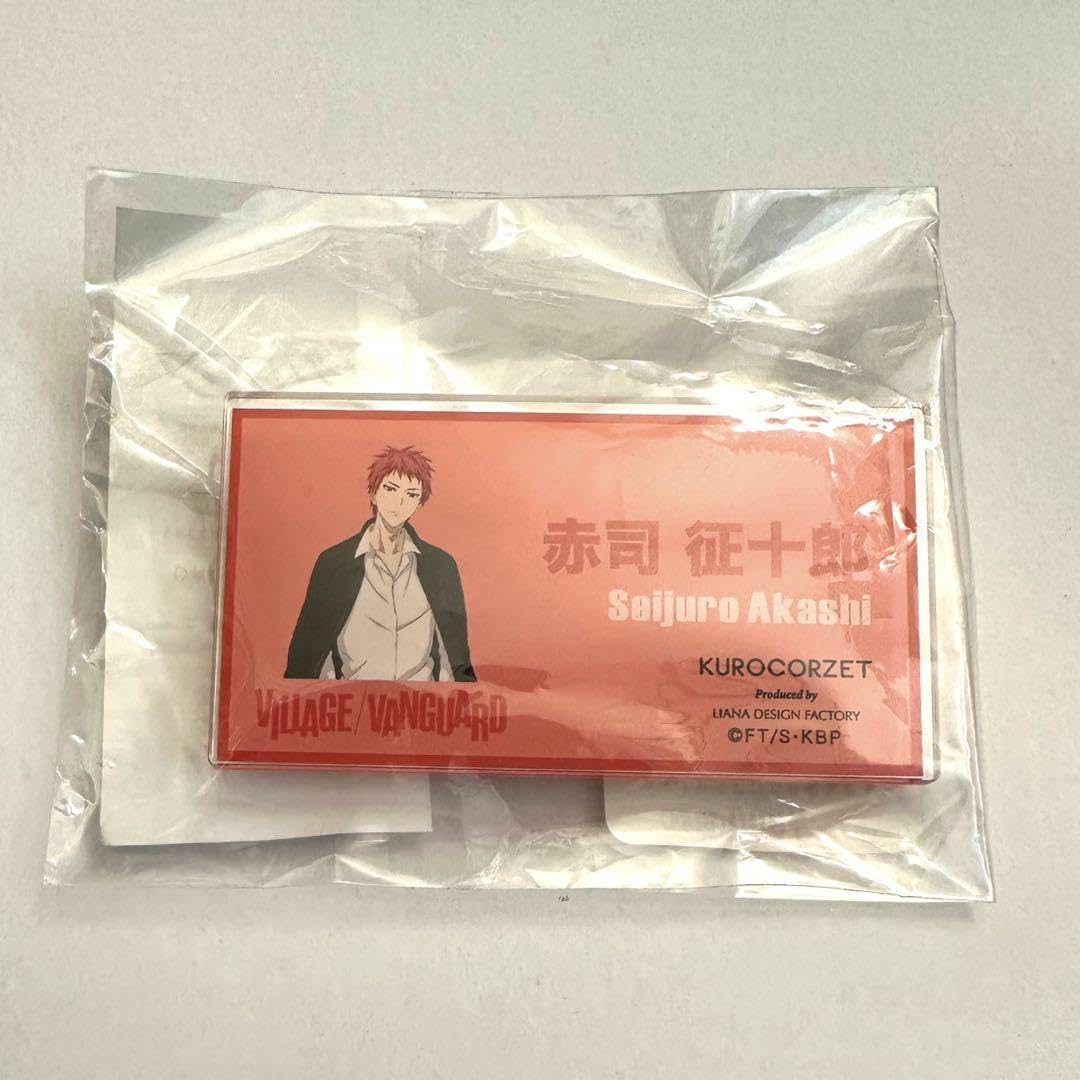 赤司 征十郎
Seijuro Akashi
KUROCORZET
Produced by
LIANA DESIGN FACTORY
©FT/S・KBP
VILLAGE/VANGUARD